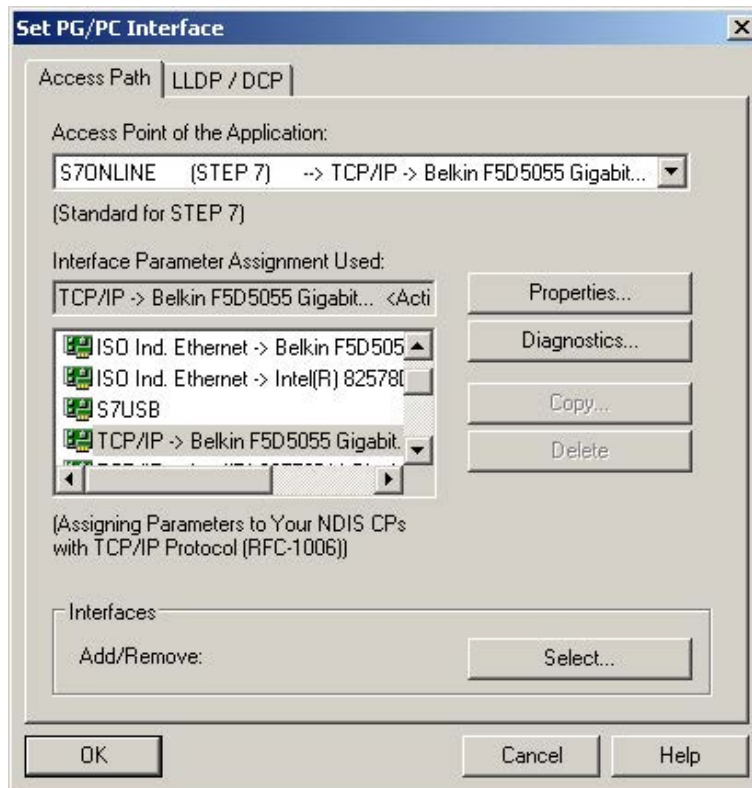 Set PG/PC Interface
Access Path
LLDP / DCP
Access Point of the Application:
S7ONLINE (STEP 7) --> TCP/IP -> Belkin F5D5055 Gigabit...
(Standard for STEP 7)
Interface Parameter Assignment Used:
TCP/IP -> Belkin F5D5055 Gigabit... <Acti
Properties...
Diagnostics...
ISO Ind. Ethernet -> Belkin F5D505
ISO Ind. Ethernet -> Intel(R) 82578
S7USB
TCP/IP -> Belkin F5D5055 Gigabit.
Copy...
Delete
(Assigning Parameters to Your NDIS CPs
with TCP/IP Protocol (RFC-1006))
Interfaces
Add/Remove:
Select...
OK
Cancel
Help